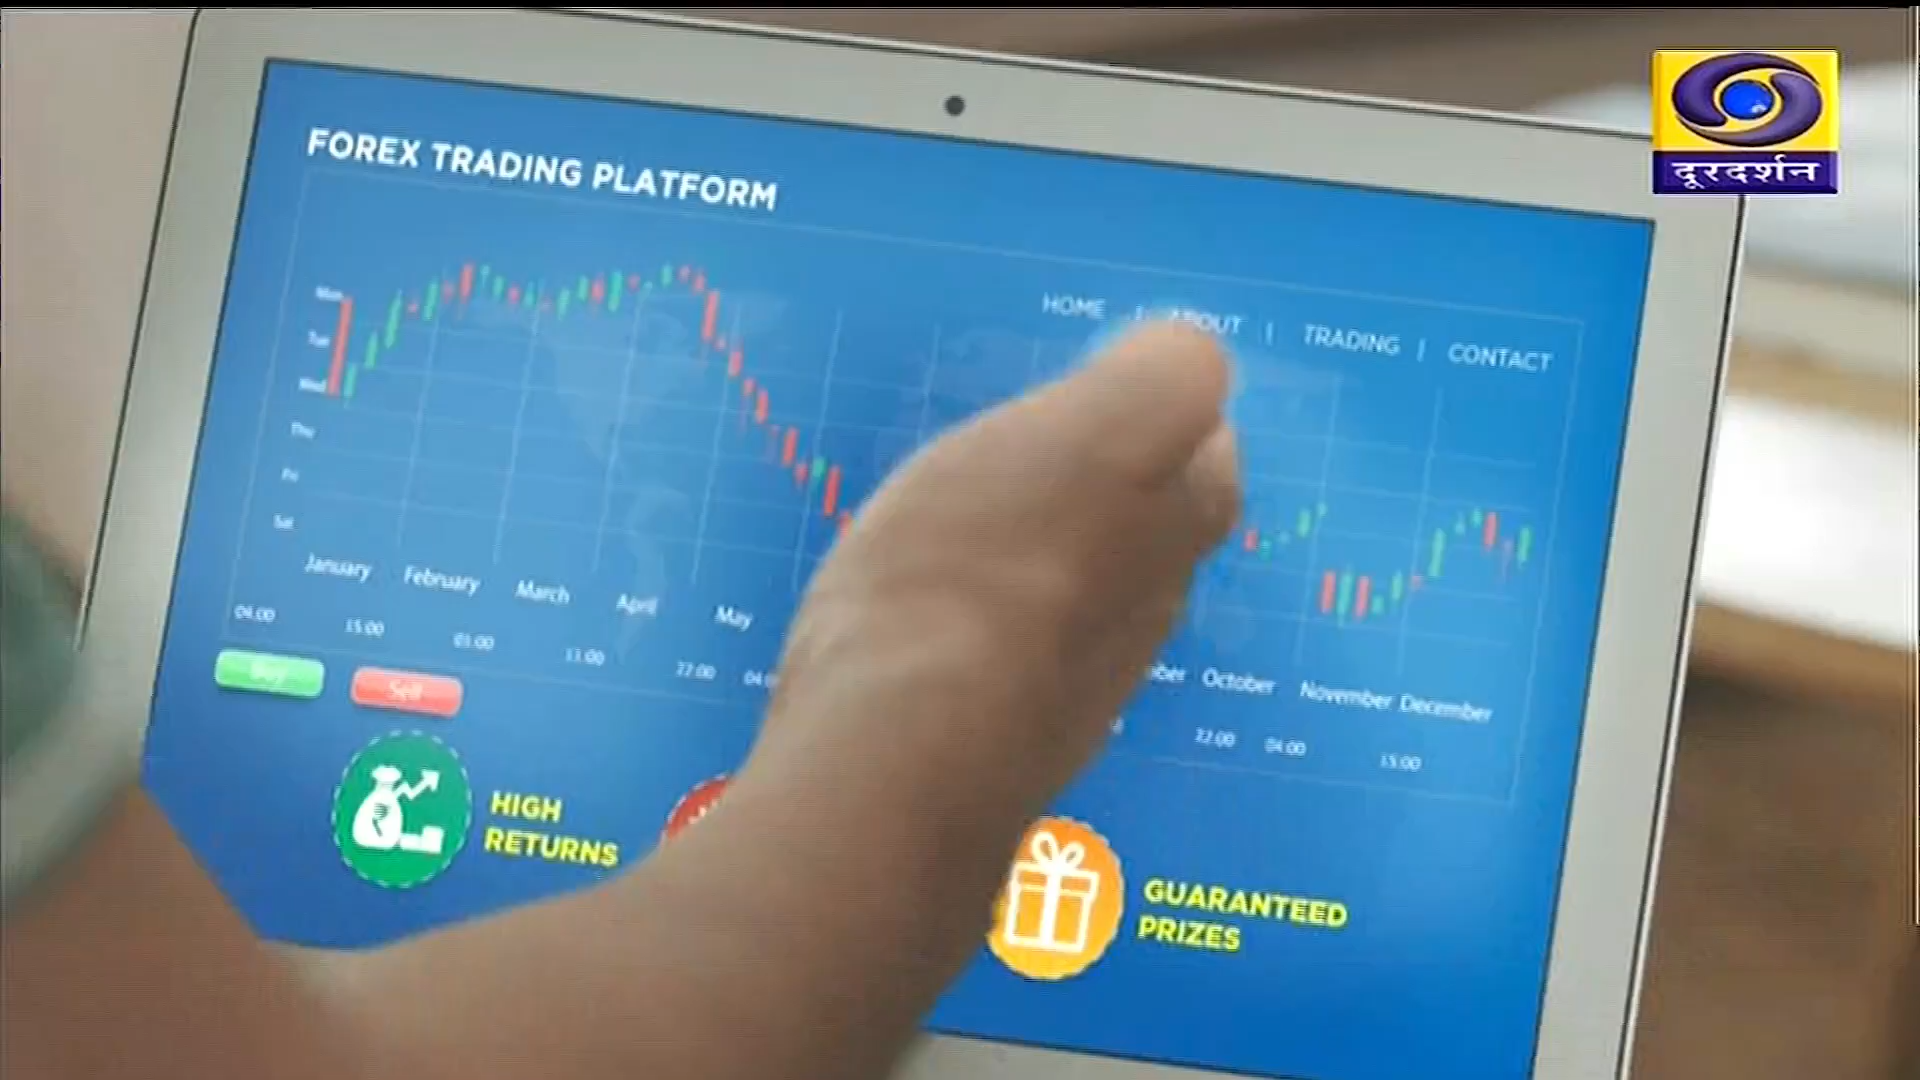 दूरदर्शन
FOREX TRADING PLATFORM
HOME | ABOUT | TRADING | CONTACT
Mon
Tue
Wed
Thu
Fri
Sat
January February March April May October November December
04:00 15:00 01:00 11:00 22:00 22:00 04:00 15:00
Buy Sell
HIGH
RETURNS
GUARANTEED
PRIZES